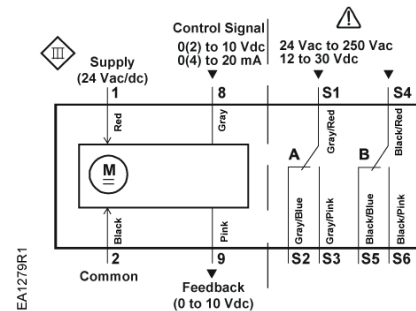 Control Signal
0(2) to 10 Vdc
0(4) to 20 mA
24 Vac to 250 Vac
12 to 30 Vdc
III
Supply
(24 Vac/dc)
1
8
S1
S4
Red
Gray
Gray/Red
Black/Red
M
A
B
Black
Pink
Gray/Blue
Gray/Pink
Black/Blue
Black/Pink
2
9
S2
S3
S5
S6
Common
Feedback
(0 to 10 Vdc)
EA1279R1